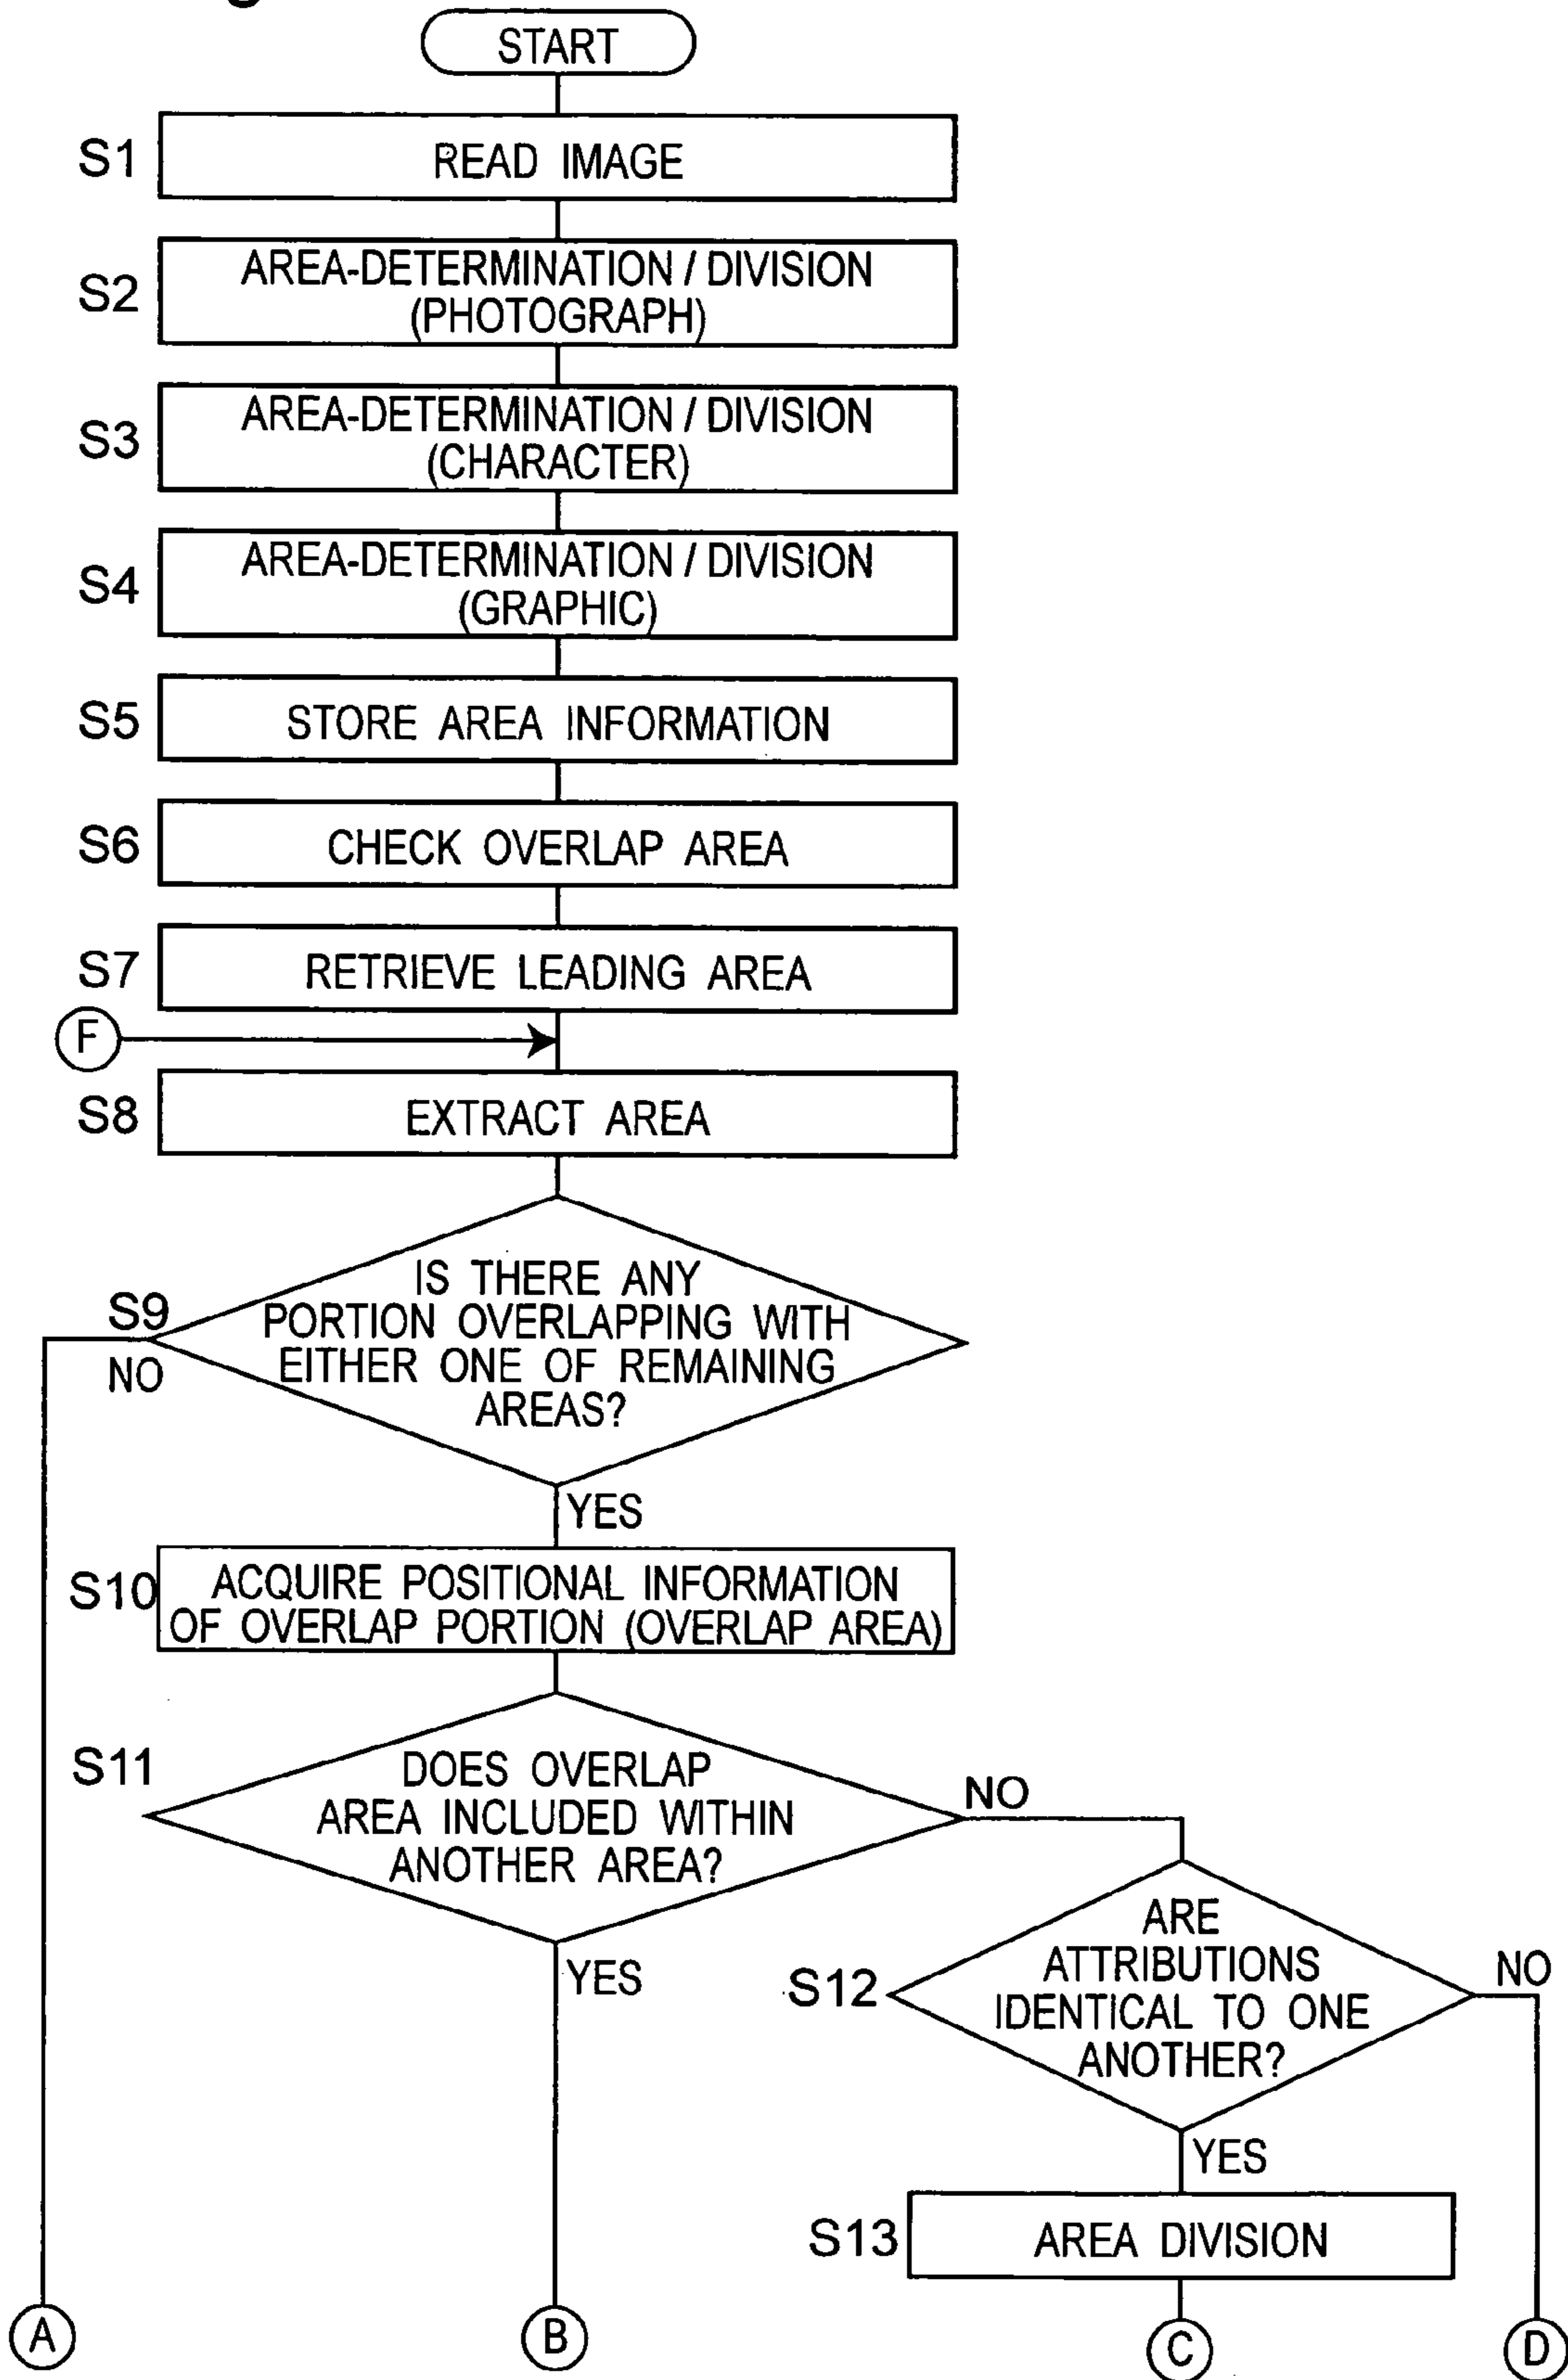 START
S1
READ IMAGE
S2
AREA-DETERMINATION / DIVISION
(PHOTOGRAPH)
S3
AREA-DETERMINATION / DIVISION
(CHARACTER)
S4
AREA-DETERMINATION / DIVISION
(GRAPHIC)
S5
STORE AREA INFORMATION
S6
CHECK OVERLAP AREA
S7
RETRIEVE LEADING AREA
F
S8
EXTRACT AREA
S9
IS THERE ANY
PORTION OVERLAPPING WITH
EITHER ONE OF REMAINING
AREAS?
NO
YES
S10
ACQUIRE POSITIONAL INFORMATION
OF OVERLAP PORTION (OVERLAP AREA)
S11
DOES OVERLAP
AREA INCLUDED WITHIN
ANOTHER AREA?
NO
YES
S12
ARE
ATTRIBUTIONS
IDENTICAL TO ONE
ANOTHER?
NO
YES
S13
AREA DIVISION
A
B
C
D